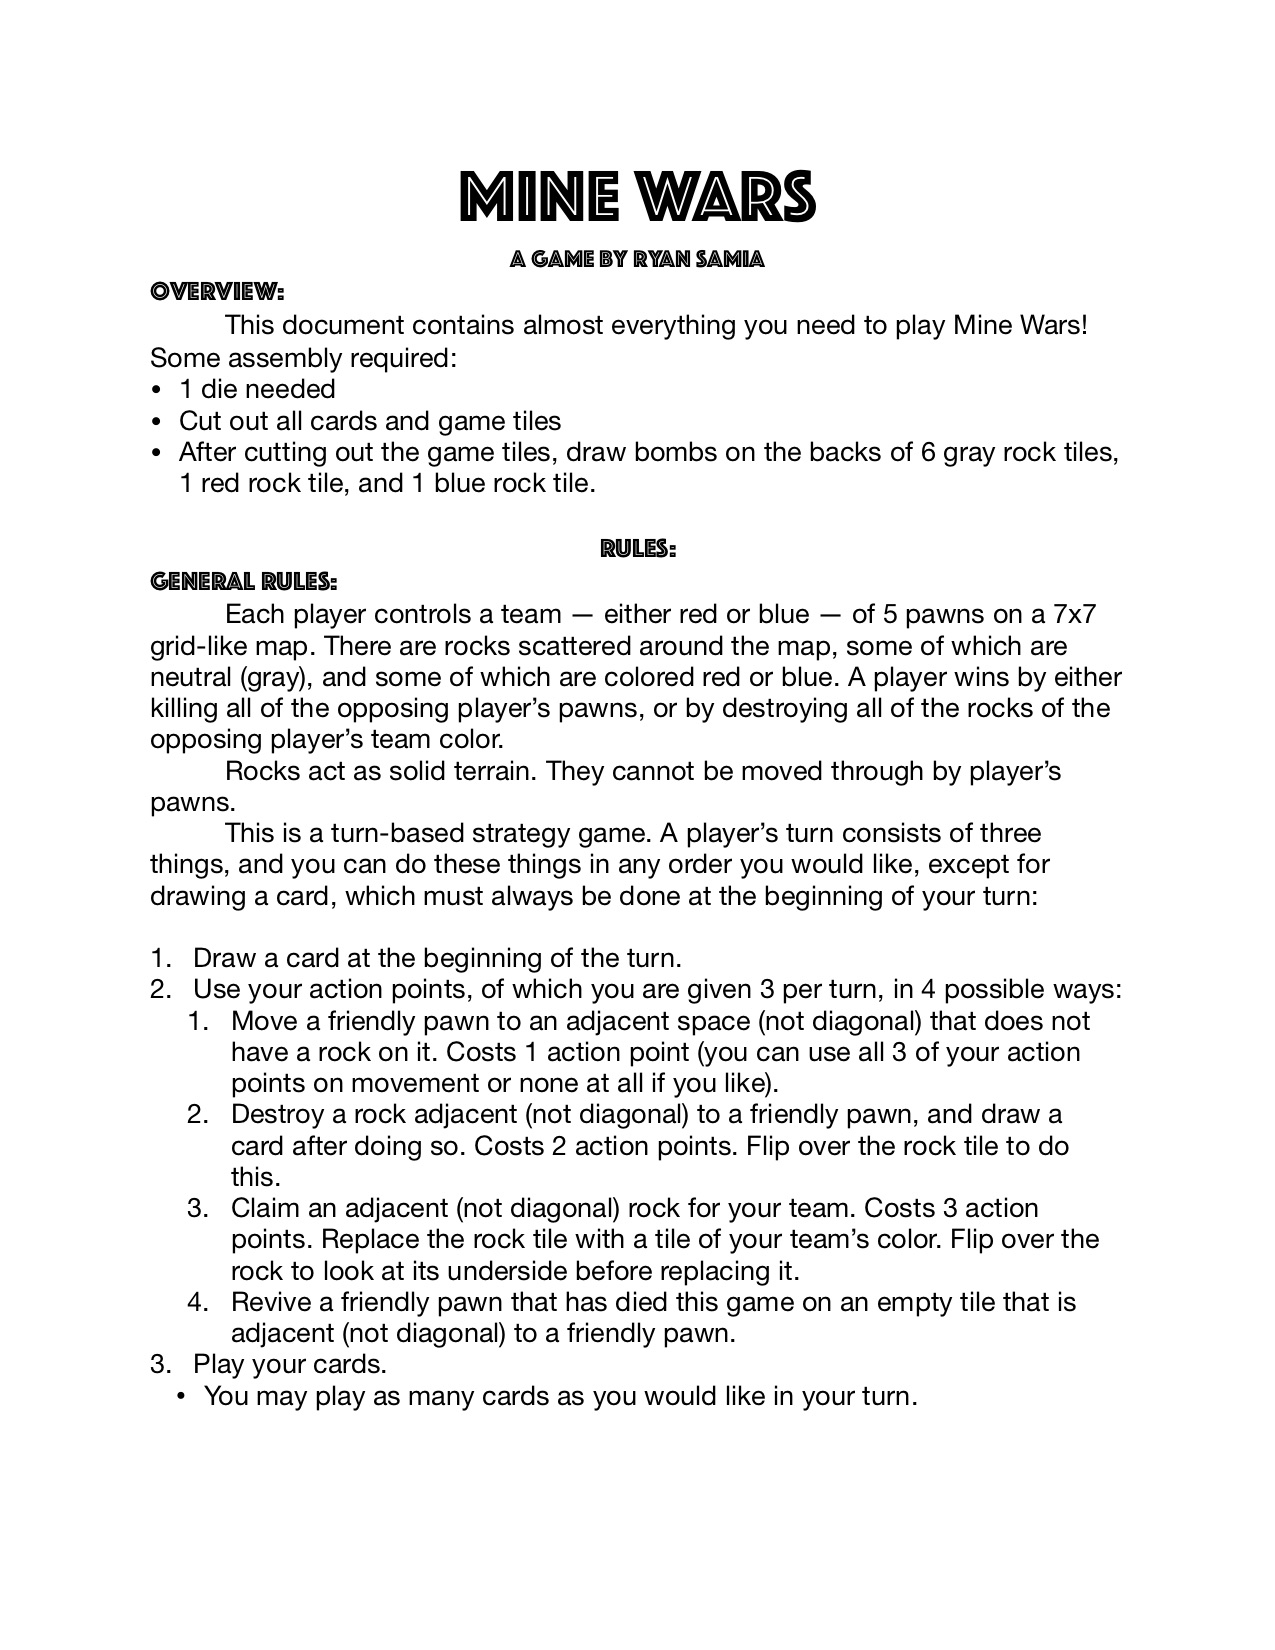 MINE WARS
A GAME BY RYAN SAMIA
OVERVIEW:
This document contains almost everything you need to play Mine Wars!
Some assembly required:
• 1 die needed
• Cut out all cards and game tiles
• After cutting out the game tiles, draw bombs on the backs of 6 gray rock tiles,
1 red rock tile, and 1 blue rock tile.
RULES:
GENERAL RULES:
Each player controls a team — either red or blue — of 5 pawns on a 7x7
grid-like map. There are rocks scattered around the map, some of which are
neutral (gray), and some of which are colored red or blue. A player wins by either
killing all of the opposing player’s pawns, or by destroying all of the rocks of the
opposing player’s team color.
Rocks act as solid terrain. They cannot be moved through by player’s
pawns.
This is a turn-based strategy game. A player’s turn consists of three
things, and you can do these things in any order you would like, except for
drawing a card, which must always be done at the beginning of your turn:
1. Draw a card at the beginning of the turn.
2. Use your action points, of which you are given 3 per turn, in 4 possible ways:
1. Move a friendly pawn to an adjacent space (not diagonal) that does not
have a rock on it. Costs 1 action point (you can use all 3 of your action
points on movement or none at all if you like).
2. Destroy a rock adjacent (not diagonal) to a friendly pawn, and draw a
card after doing so. Costs 2 action points. Flip over the rock tile to do
this.
3. Claim an adjacent (not diagonal) rock for your team. Costs 3 action
points. Replace the rock tile with a tile of your team’s color. Flip over the
rock to look at its underside before replacing it.
4. Revive a friendly pawn that has died this game on an empty tile that is
adjacent (not diagonal) to a friendly pawn.
3. Play your cards.
• You may play as many cards as you would like in your turn.